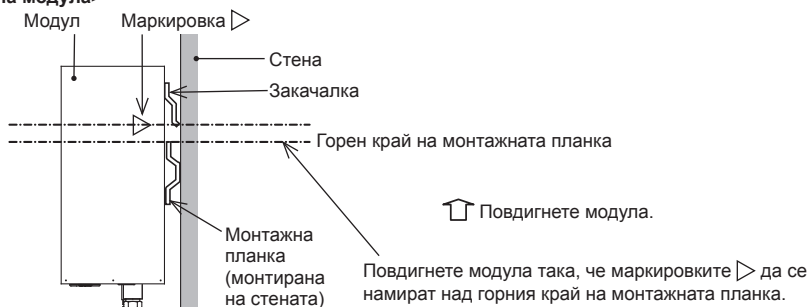 на модула>
Модул
Маркировка ▷
Стена
Закачалка
Горен край на монтажната планка
Повдигнете модула.
Монтажна
планка
(монтирана
на стената)
Повдигнете модула така, че маркировките ▷ да се
намират над горния край на монтажната планка.